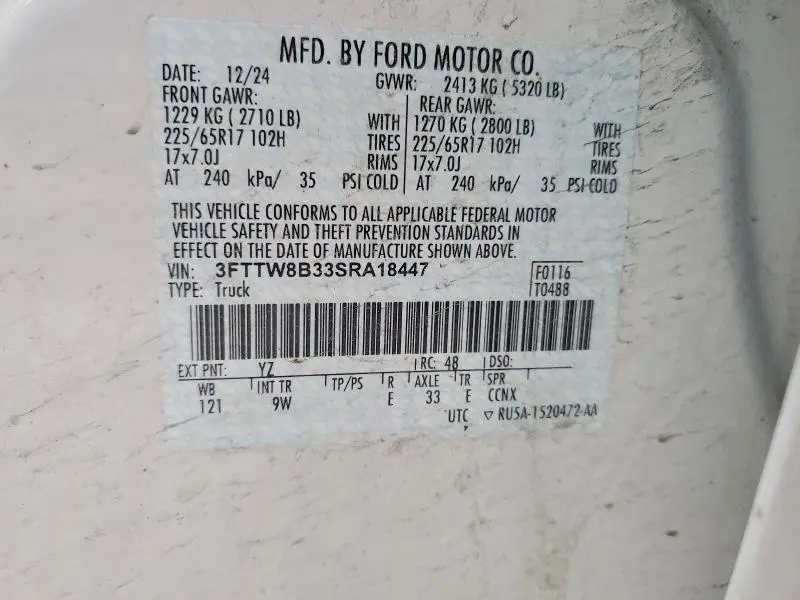 MFD. BY FORD MOTOR CO.
DATE: 12/24 GVWR: 2413 KG ( 5320 LB)
FRONT GAWR: REAR GAWR:
1229 KG ( 2710 LB) WITH 1270 KG ( 2800 LB) WITH
225/65R17 102H TIRES 225/65R17 102H TIRES
17x7.0J RIMS 17x7.0J RIMS
AT 240 kPa/ 35 PSI COLD AT 240 kPa/ 35 PSI COLD
THIS VEHICLE CONFORMS TO ALL APPLICABLE FEDERAL MOTOR
VEHICLE SAFETY AND THEFT PREVENTION STANDARDS IN
EFFECT ON THE DATE OF MANUFACTURE SHOWN ABOVE.
VIN: 3FTTW8B33SRA18447 F0116
TYPE: Truck T0488
EXT PNT: YZ RC: 48 DSO:
WB INT TR TP/PS R AXLE TR SPR
121 9W E 33 E CCNX
UTC ▽ RU5A-1520472-AA